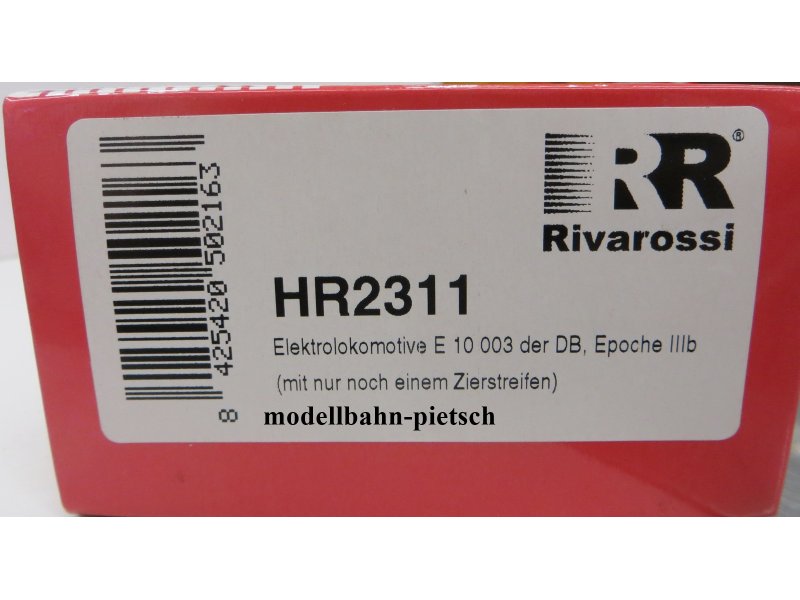 RR®
Rivarossi
HR2311
Elektrolokomotive E 10 003 der DB, Epoche IIIb
(mit nur noch einem Zierstreifen)
modellbahn-pietsch
8 425420 502163